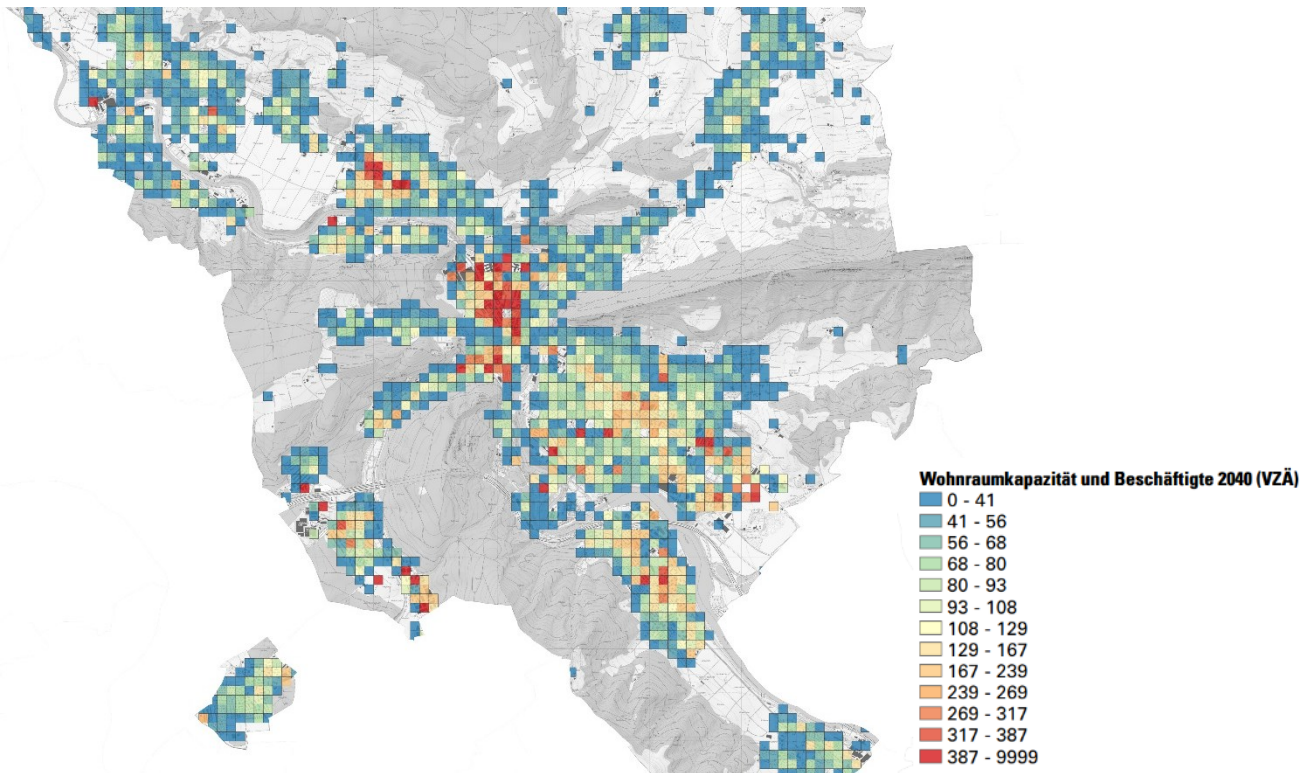 Wohnraumkapazität und Beschäftigte 2040 (VZÄ)
0 - 41
41 - 56
56 - 68
68 - 80
80 - 93
93 - 108
108 - 129
129 - 167
167 - 239
239 - 269
269 - 317
317 - 387
387 - 9999